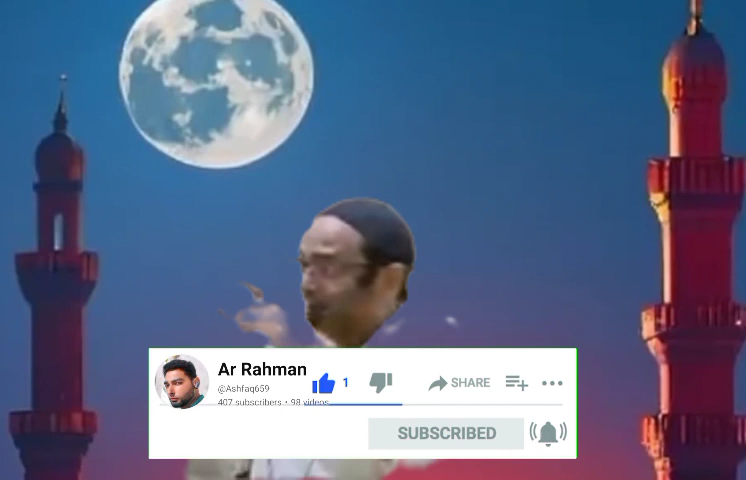 Ar Rahman
@Ashfaq659
407 subscribers • 98 videos
1
SHARE
SUBSCRIBED